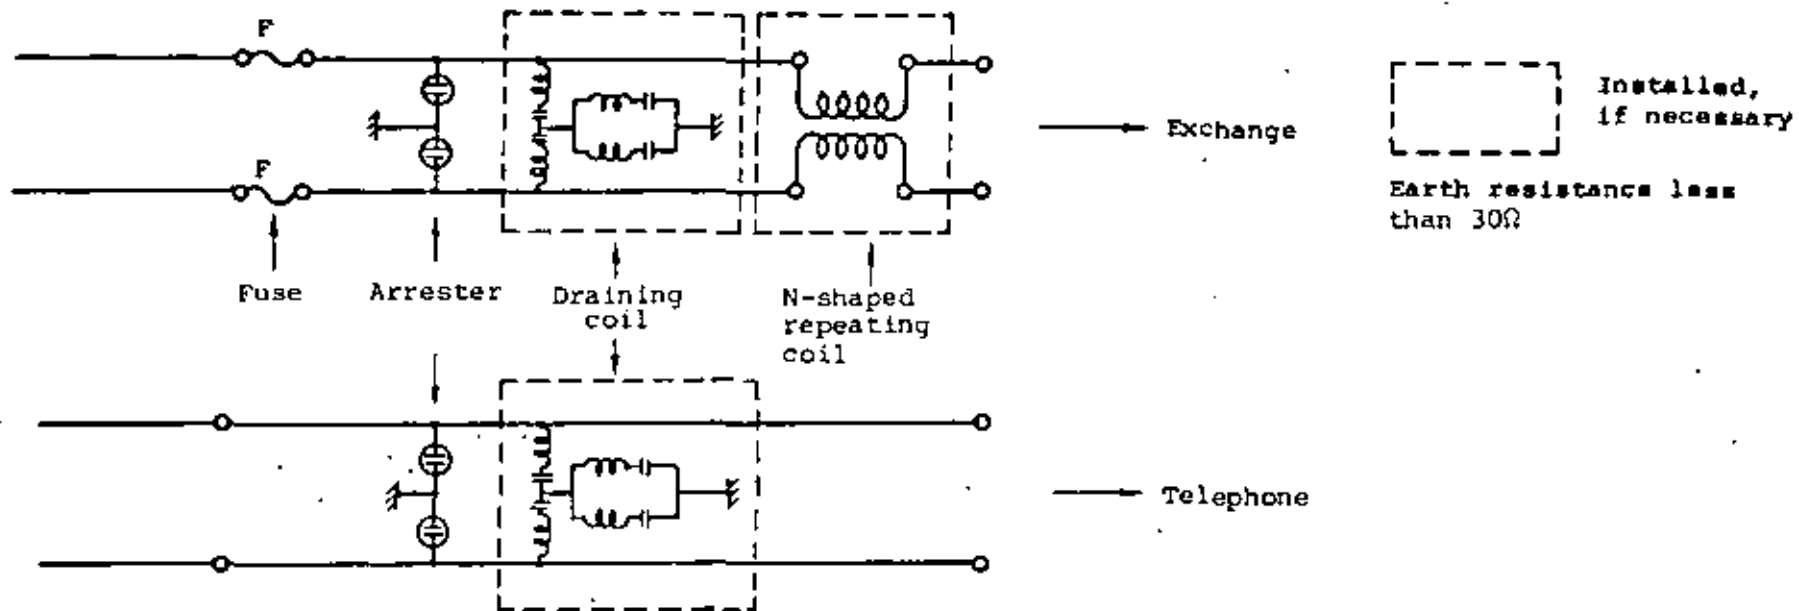 F
F
Exchange
Installed,
if necessary
Earth resistance less
than 30Ω
Fuse
Arrester
Draining
coil
N-shaped
repeating
coil
Telephone